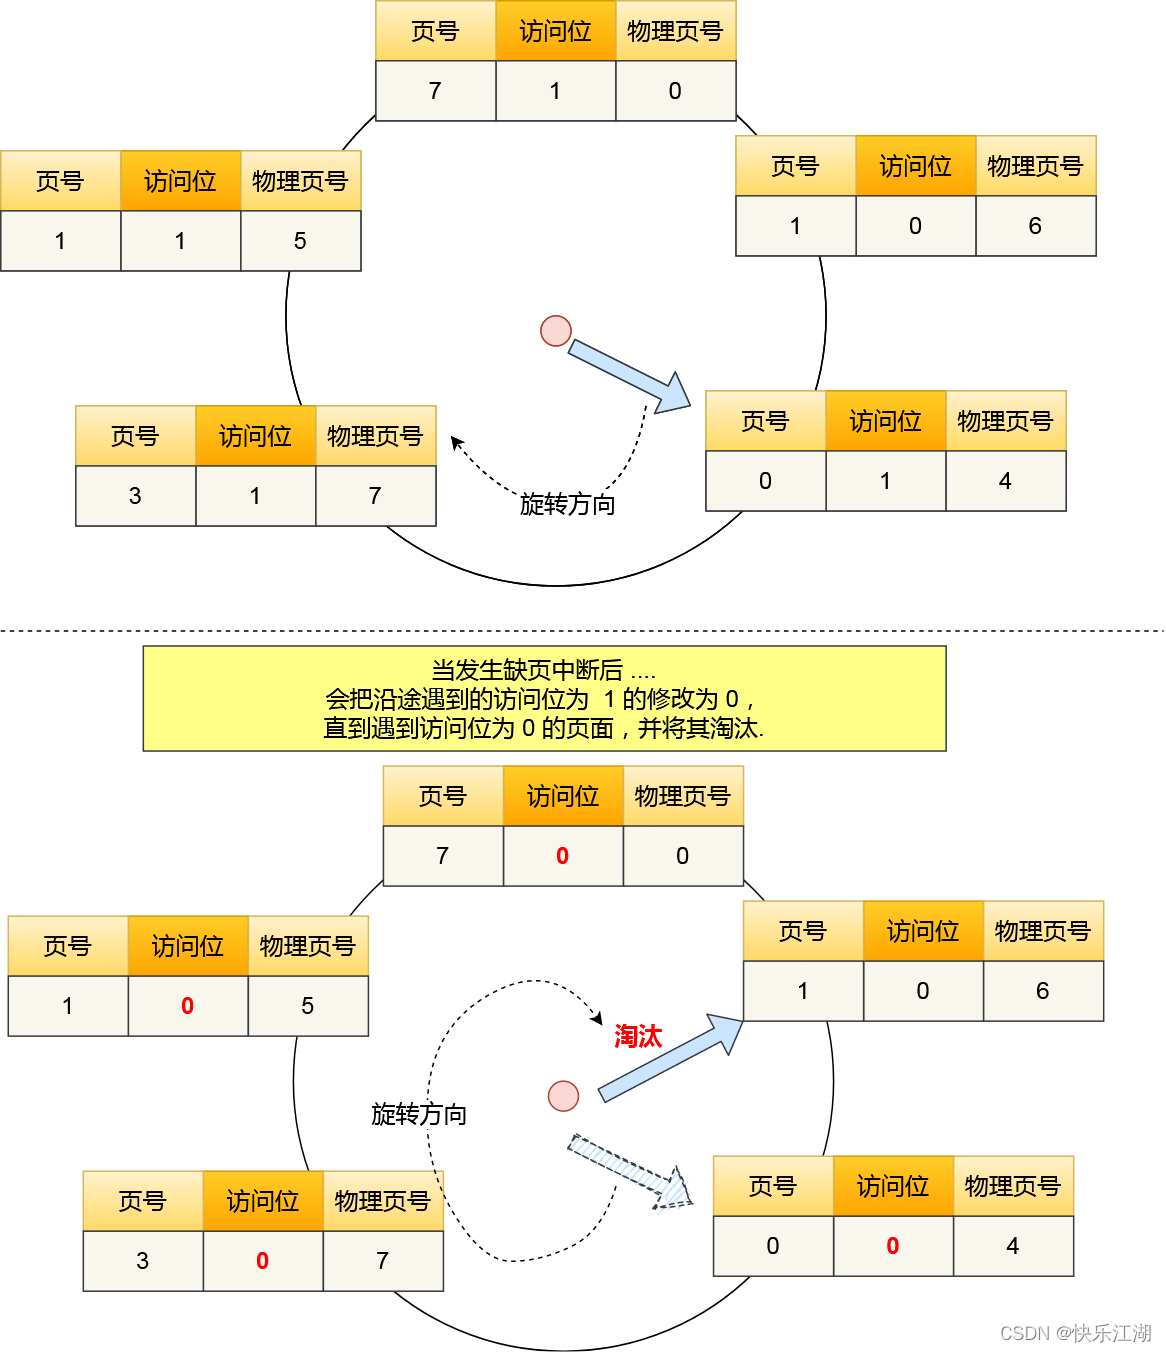 页号 访问位 物理页号
7 1 0
页号 访问位 物理页号
1 0 6
页号 访问位 物理页号
1 1 5
页号 访问位 物理页号
0 1 4
页号 访问位 物理页号
3 1 7
旋转方向
当发生缺页中断后 ....
会把沿途遇到的访问位为 1 的修改为 0，
直到遇到访问位为 0 的页面，并将其淘汰.
页号 访问位 物理页号
7 0 0
页号 访问位 物理页号
1 0 6
页号 访问位 物理页号
1 0 5
淘汰
旋转方向
页号 访问位 物理页号
0 0 4
页号 访问位 物理页号
3 0 7
CSDN @快乐江湖